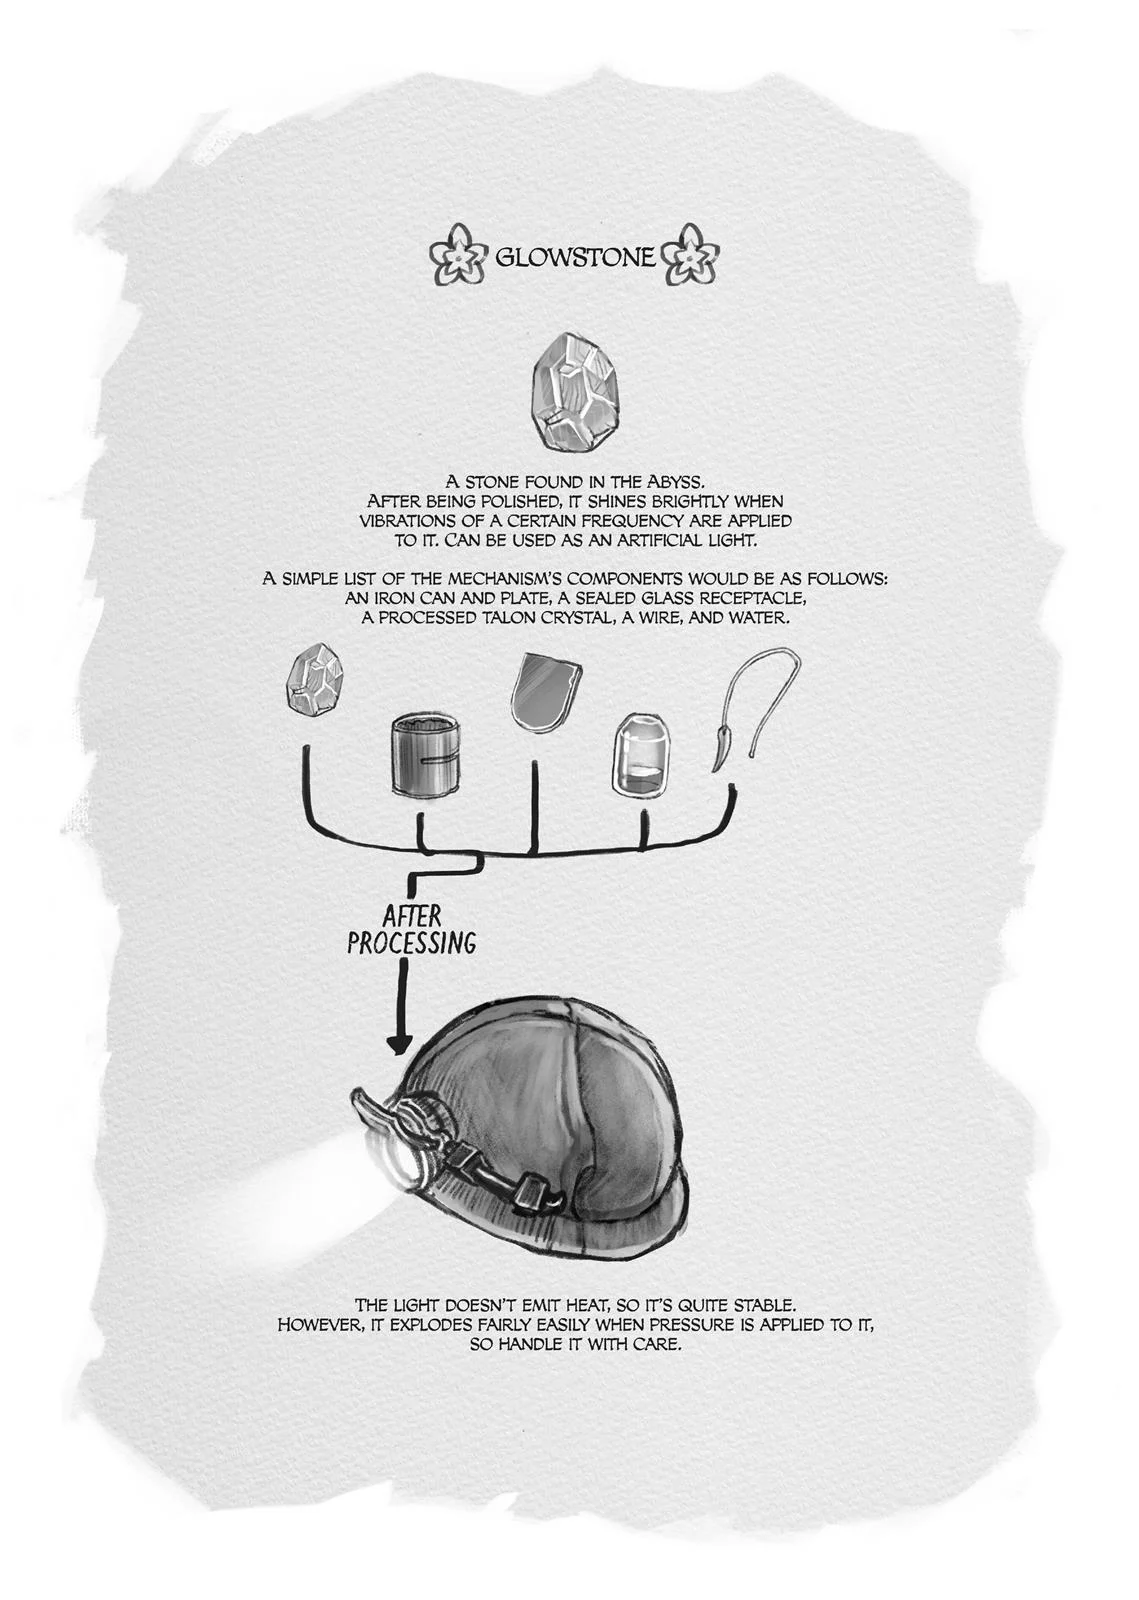 GLOWSTONE
A STONE FOUND IN THE ABYSS.
AFTER BEING POLISHED, IT SHINES BRIGHTLY WHEN
VIBRATIONS OF A CERTAIN FREQUENCY ARE APPLIED
TO IT. CAN BE USED AS AN ARTIFICIAL LIGHT.
A SIMPLE LIST OF THE MECHANISM'S COMPONENTS WOULD BE AS FOLLOWS:
AN IRON CAN AND PLATE, A SEALED GLASS RECEPTACLE,
A PROCESSED TALON CRYSTAL, A WIRE, AND WATER.
AFTER
PROCESSING
THE LIGHT DOESN'T EMIT HEAT, SO IT'S QUITE STABLE.
HOWEVER, IT EXPLODES FAIRLY EASILY WHEN PRESSURE IS APPLIED TO IT,
SO HANDLE IT WITH CARE.